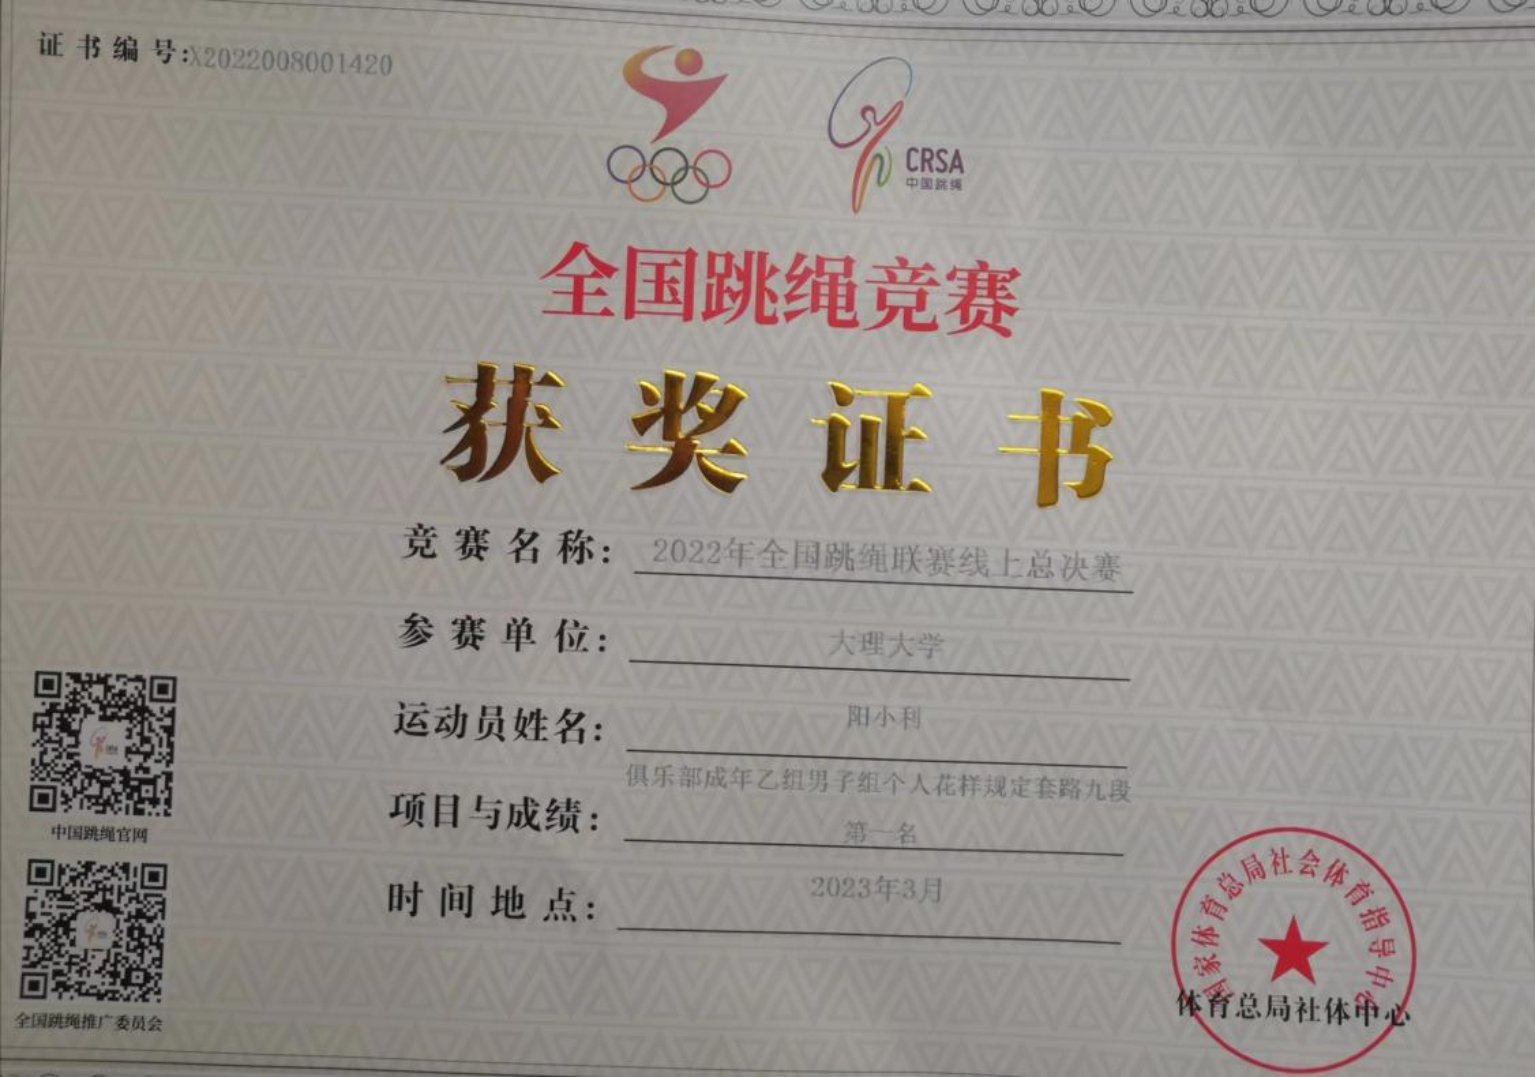 证书编号:X2022008001420
CRSA
中国跳绳
全国跳绳竞赛
获奖证书
竞赛名称: 2022年全国跳绳联赛线上总决赛
参赛单位: 大理大学
运动员姓名: 阳小利
俱乐部成年乙组男子组个人花样规定套路九段
项目与成绩: 第一名
时间地点: 2023年3月
中国跳绳官网
全国跳绳推广委员会
国家体育总局社会体育指导中心
体育总局社体中心